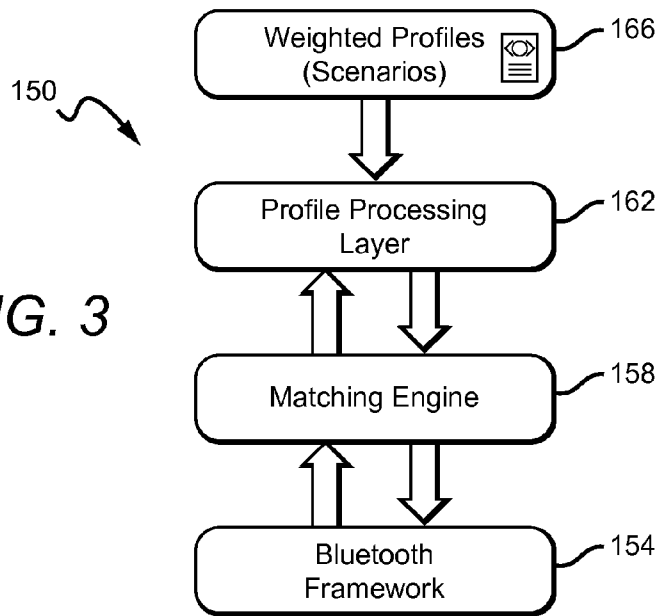 Weighted Profiles
(Scenarios)
166
150
Profile Processing
Layer
162
G. 3
Matching Engine
158
Bluetooth
Framework
154